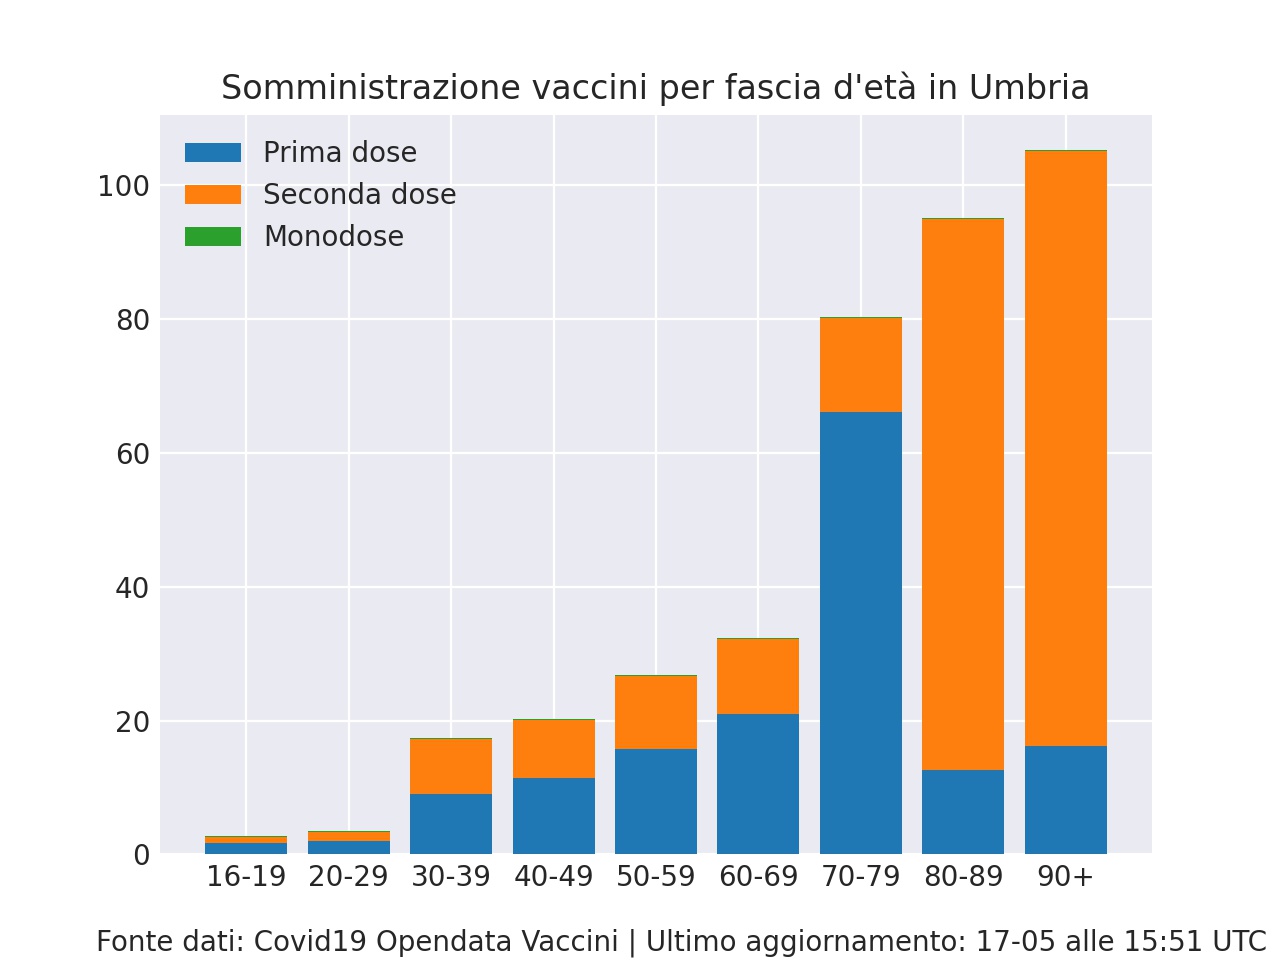 Somministrazione vaccini per fascia d'età in Umbria
Prima dose
Seconda dose
Monodose
100
80
60
40
20
0
16-19 20-29 30-39 40-49 50-59 60-69 70-79 80-89 90+
Fonte dati: Covid19 Opendata Vaccini | Ultimo aggiornamento: 17-05 alle 15:51 UTC